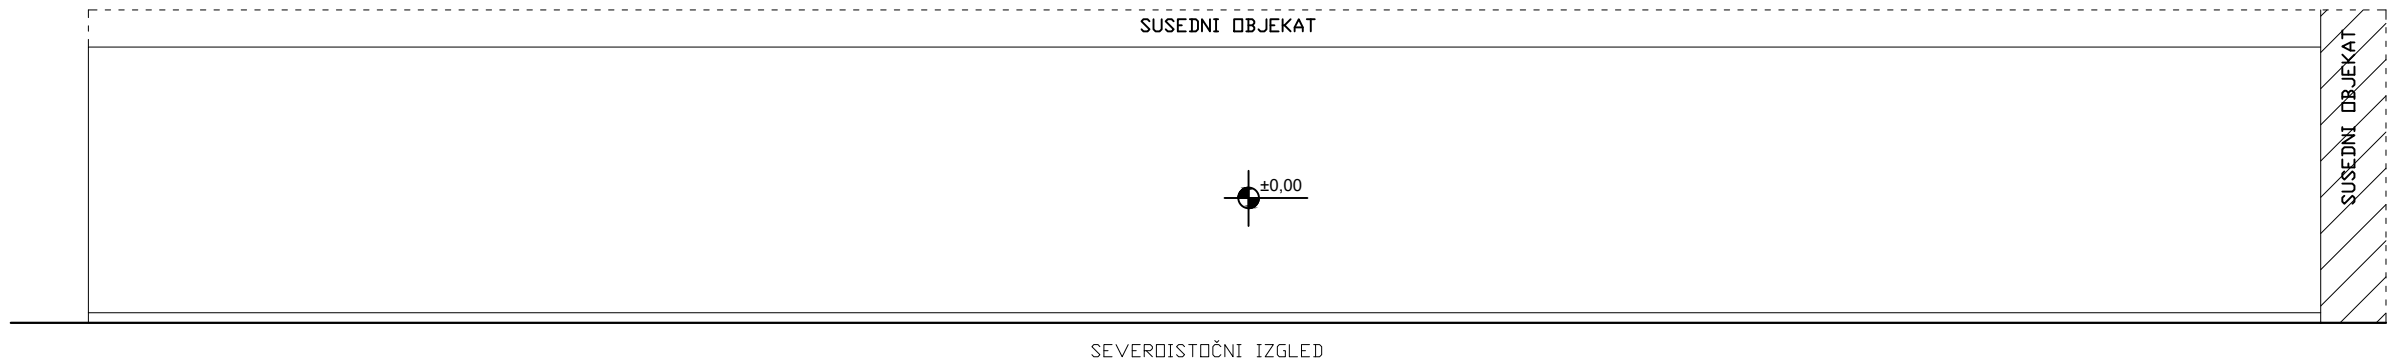 SUSEDNI OBJEKAT
SUSEDNI OBJEKAT
±0,00
SEVEROISTOČNI IZGLED